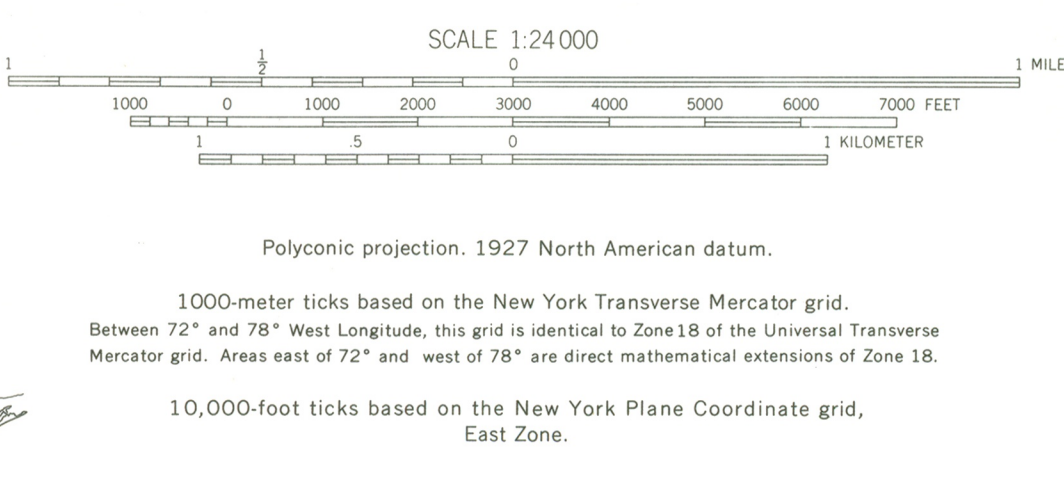 SCALE 1:24 000
1 ½ 0 1 MILE
1000 0 1000 2000 3000 4000 5000 6000 7000 FEET
1 .5 0 1 KILOMETER
Polyconic projection. 1927 North American datum.
1000-meter ticks based on the New York Transverse Mercator grid.
Between 72° and 78° West Longitude, this grid is identical to Zone 18 of the Universal Transverse
Mercator grid. Areas east of 72° and west of 78° are direct mathematical extensions of Zone 18.
10,000-foot ticks based on the New York Plane Coordinate grid,
East Zone.